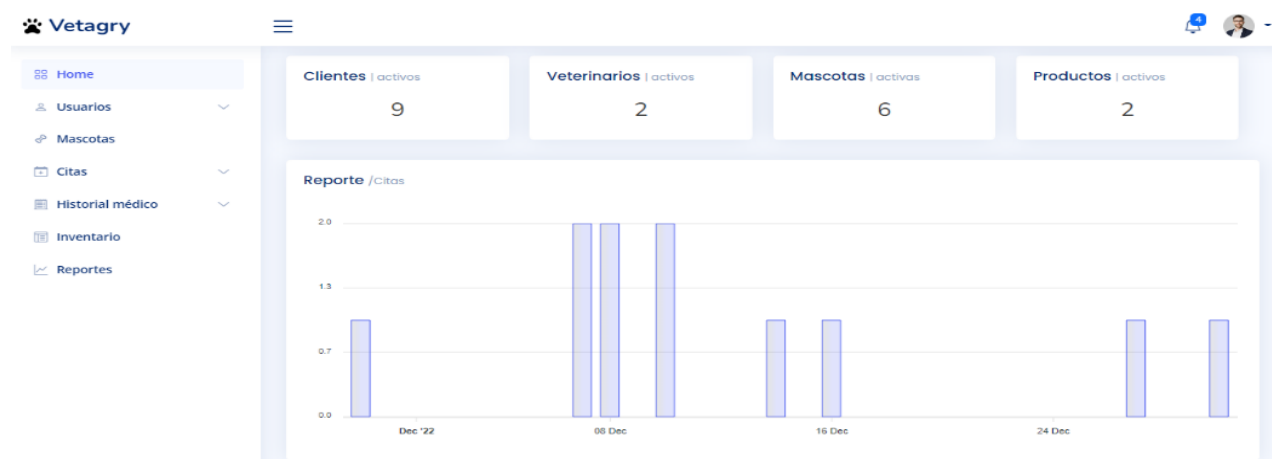 Vetagry
4
Home
Usuarios
Mascotas
Citas
Historial médico
Inventario
Reportes
Clientes | activos
9
Veterinarios | activos
2
Mascotas | activas
6
Productos | activos
2
Reporte /Citas
2.0
1.3
0.7
0.0
Dec '22
08 Dec
16 Dec
24 Dec